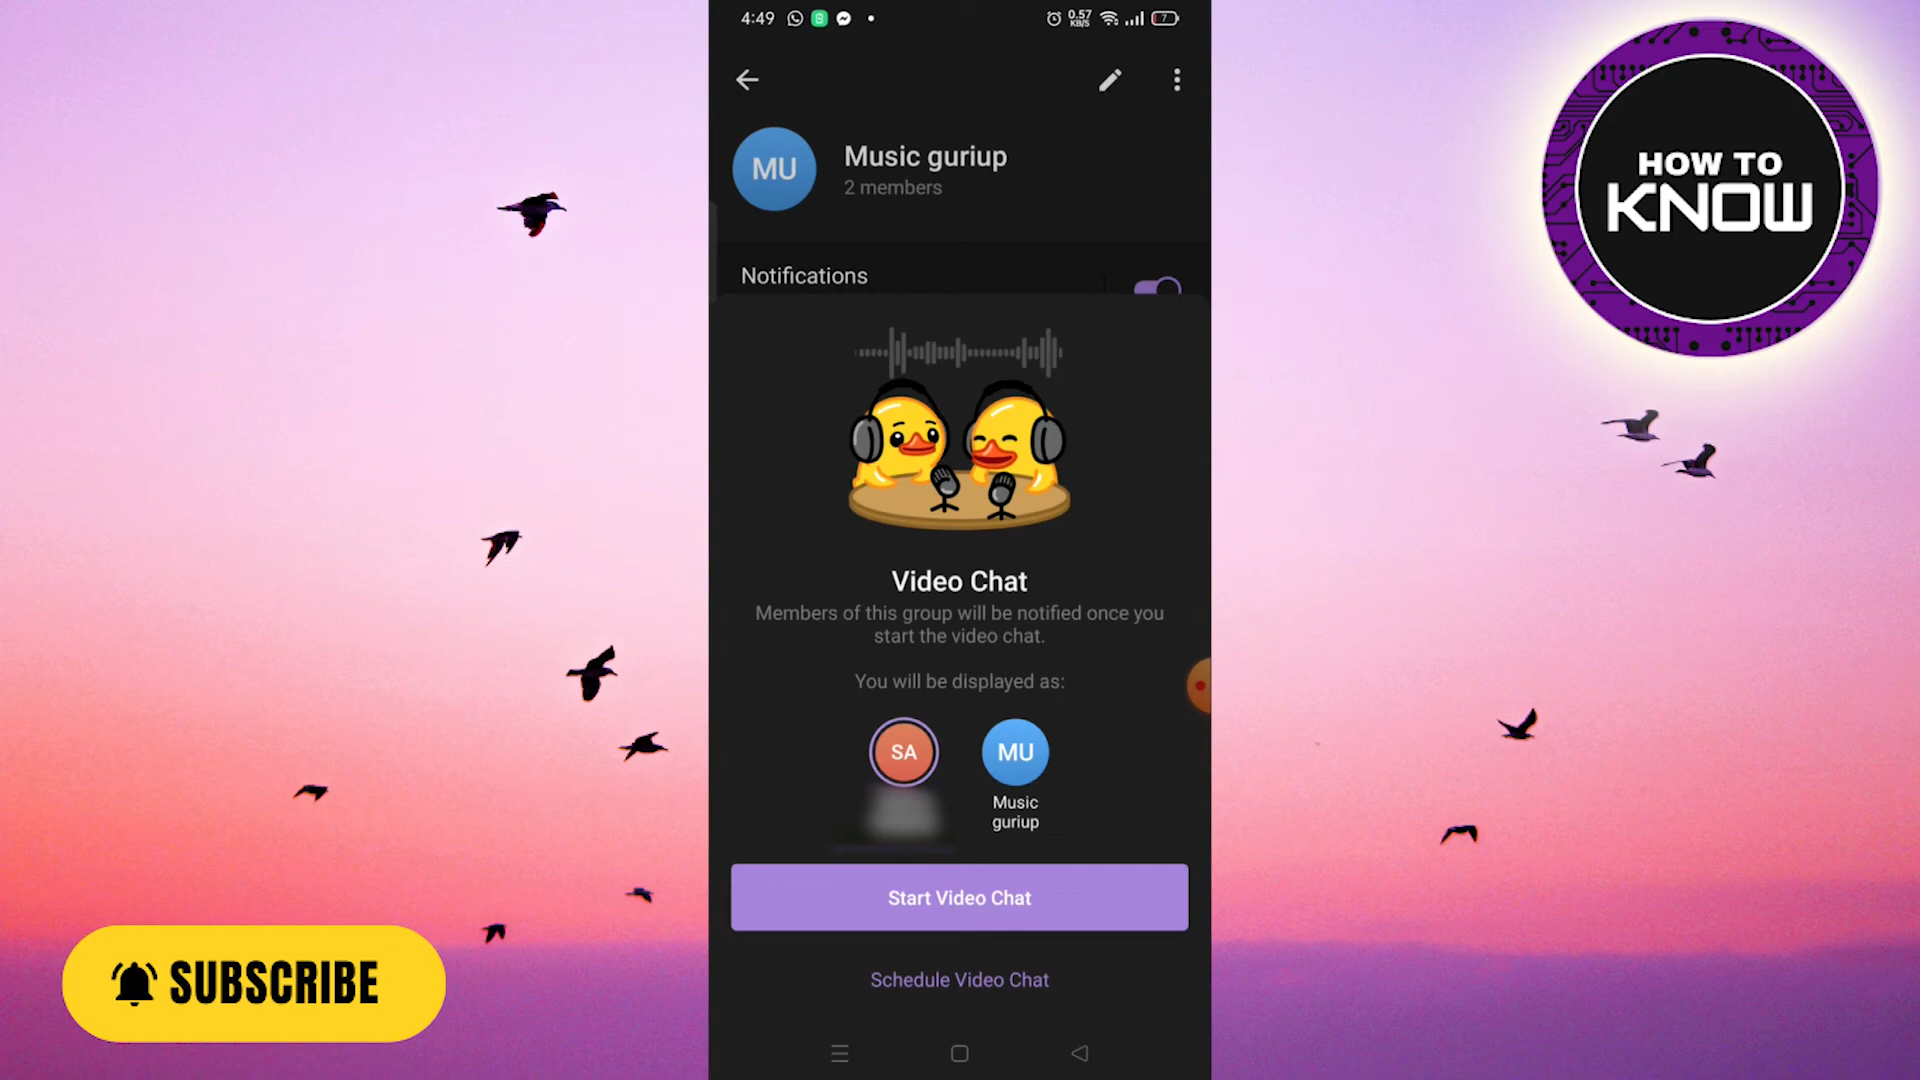 4:49
0.57
KB/S
7
MU
Music guriup
2 members
Notifications
Video Chat
Members of this group will be notified once you
start the video chat.
You will be displayed as:
SA
MU
Music
guriup
Start Video Chat
Schedule Video Chat
HOW TO
KNOW
SUBSCRIBE